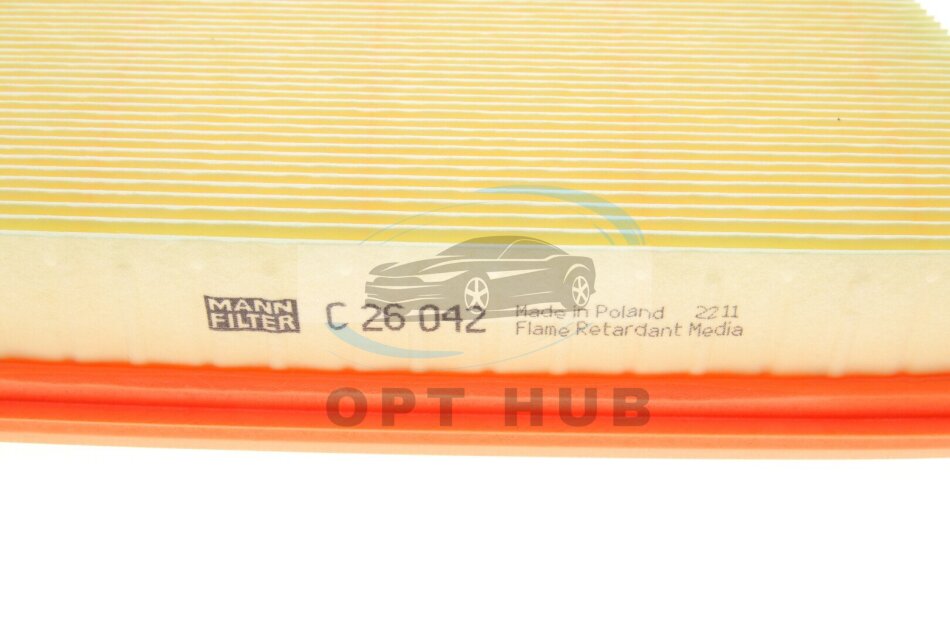 MANN
FILTER
C 26 042
Made in Poland 2211
Flame Retardant Media
OPT HUB